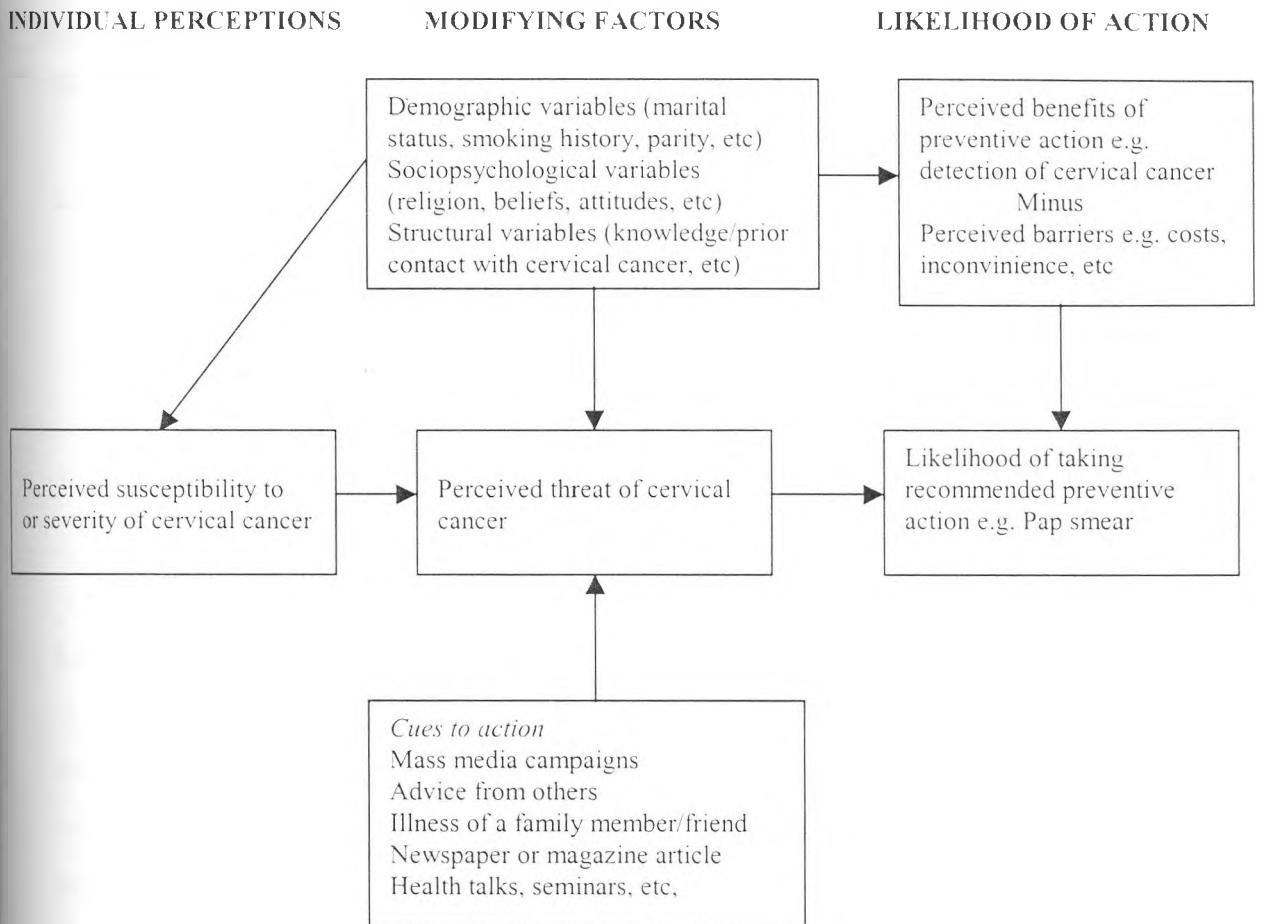 INDIVIDUAL PERCEPTIONS
MODIFYING FACTORS
LIKELIHOOD OF ACTION
Demographic variables (marital
status, smoking history, parity, etc)
Sociopsychological variables
(religion, beliefs, attitudes, etc)
Structural variables (knowledge/prior
contact with cervical cancer, etc)
Perceived benefits of
preventive action e.g.
detection of cervical cancer
Minus
Perceived barriers e.g. costs,
inconvinience, etc
Perceived susceptibility to
or severity of cervical cancer
Perceived threat of cervical
cancer
Likelihood of taking
recommended preventive
action e.g. Pap smear
Cues to action
Mass media campaigns
Advice from others
Illness of a family member/friend
Newspaper or magazine article
Health talks, seminars, etc,